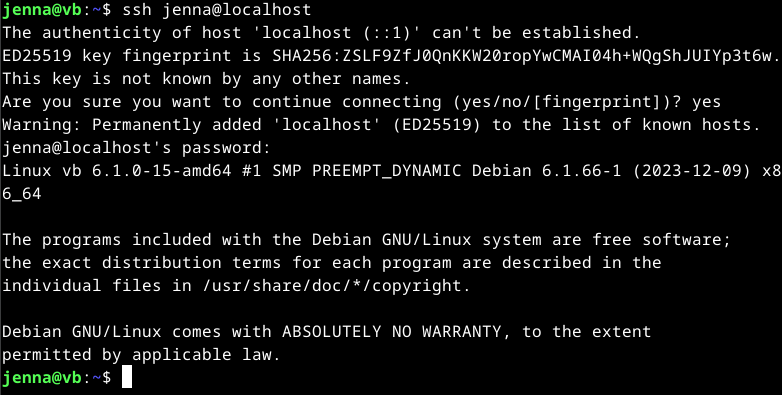 jenna@vb:~$ ssh jenna@localhost
The authenticity of host 'localhost (::1)' can't be established.
ED25519 key fingerprint is SHA256:ZSLF9ZfJ0QnKKW20ropYwCMAI04h+WQgShJUIYp3t6w.
This key is not known by any other names.
Are you sure you want to continue connecting (yes/no/[fingerprint])? yes
Warning: Permanently added 'localhost' (ED25519) to the list of known hosts.
jenna@localhost's password:
Linux vb 6.1.0-15-amd64 #1 SMP PREEMPT_DYNAMIC Debian 6.1.66-1 (2023-12-09) x8
6_64

The programs included with the Debian GNU/Linux system are free software;
the exact distribution terms for each program are described in the
individual files in /usr/share/doc/*/copyright.

Debian GNU/Linux comes with ABSOLUTELY NO WARRANTY, to the extent
permitted by applicable law.
jenna@vb:~$